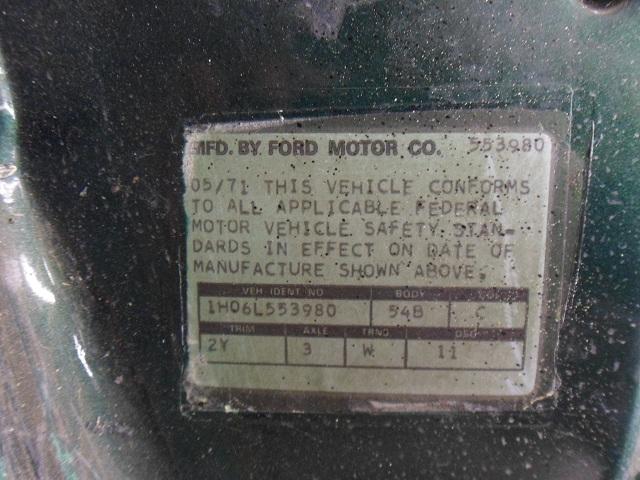 MFD. BY FORD MOTOR CO. 553980
05/71 THIS VEHICLE CONFORMS
TO ALL APPLICABLE FEDERAL
MOTOR VEHICLE SAFETY STAN-
DARDS IN EFFECT ON DATE OF
MANUFACTURE SHOWN ABOVE.
VEH IDENT NO BODY
1H06L553980 54B C
TRIM AXLE TRNS DSO
2Y 3 W 11